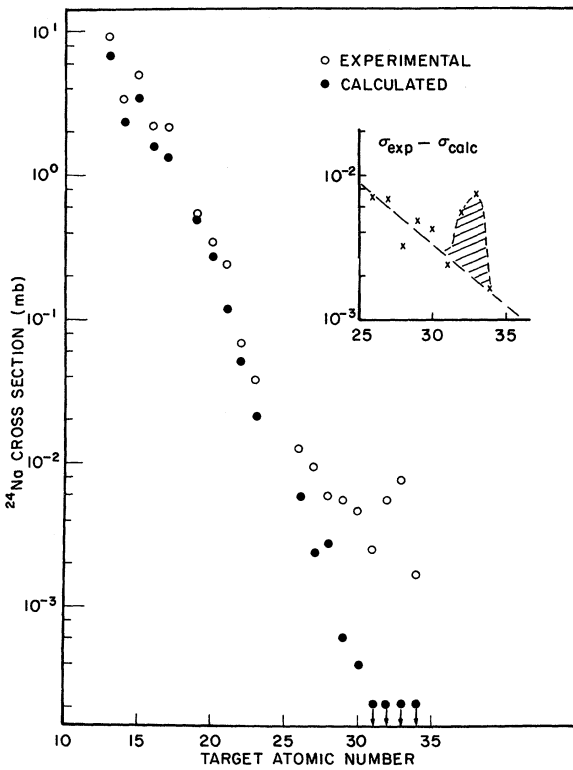 10¹
10⁰
10⁻¹
10⁻²
10⁻³
²⁴Na CROSS SECTION (mb)
○ EXPERIMENTAL
● CALCULATED
σexp − σcalc
10⁻²
10⁻³
25 30 35
10 15 20 25 30 35
TARGET ATOMIC NUMBER